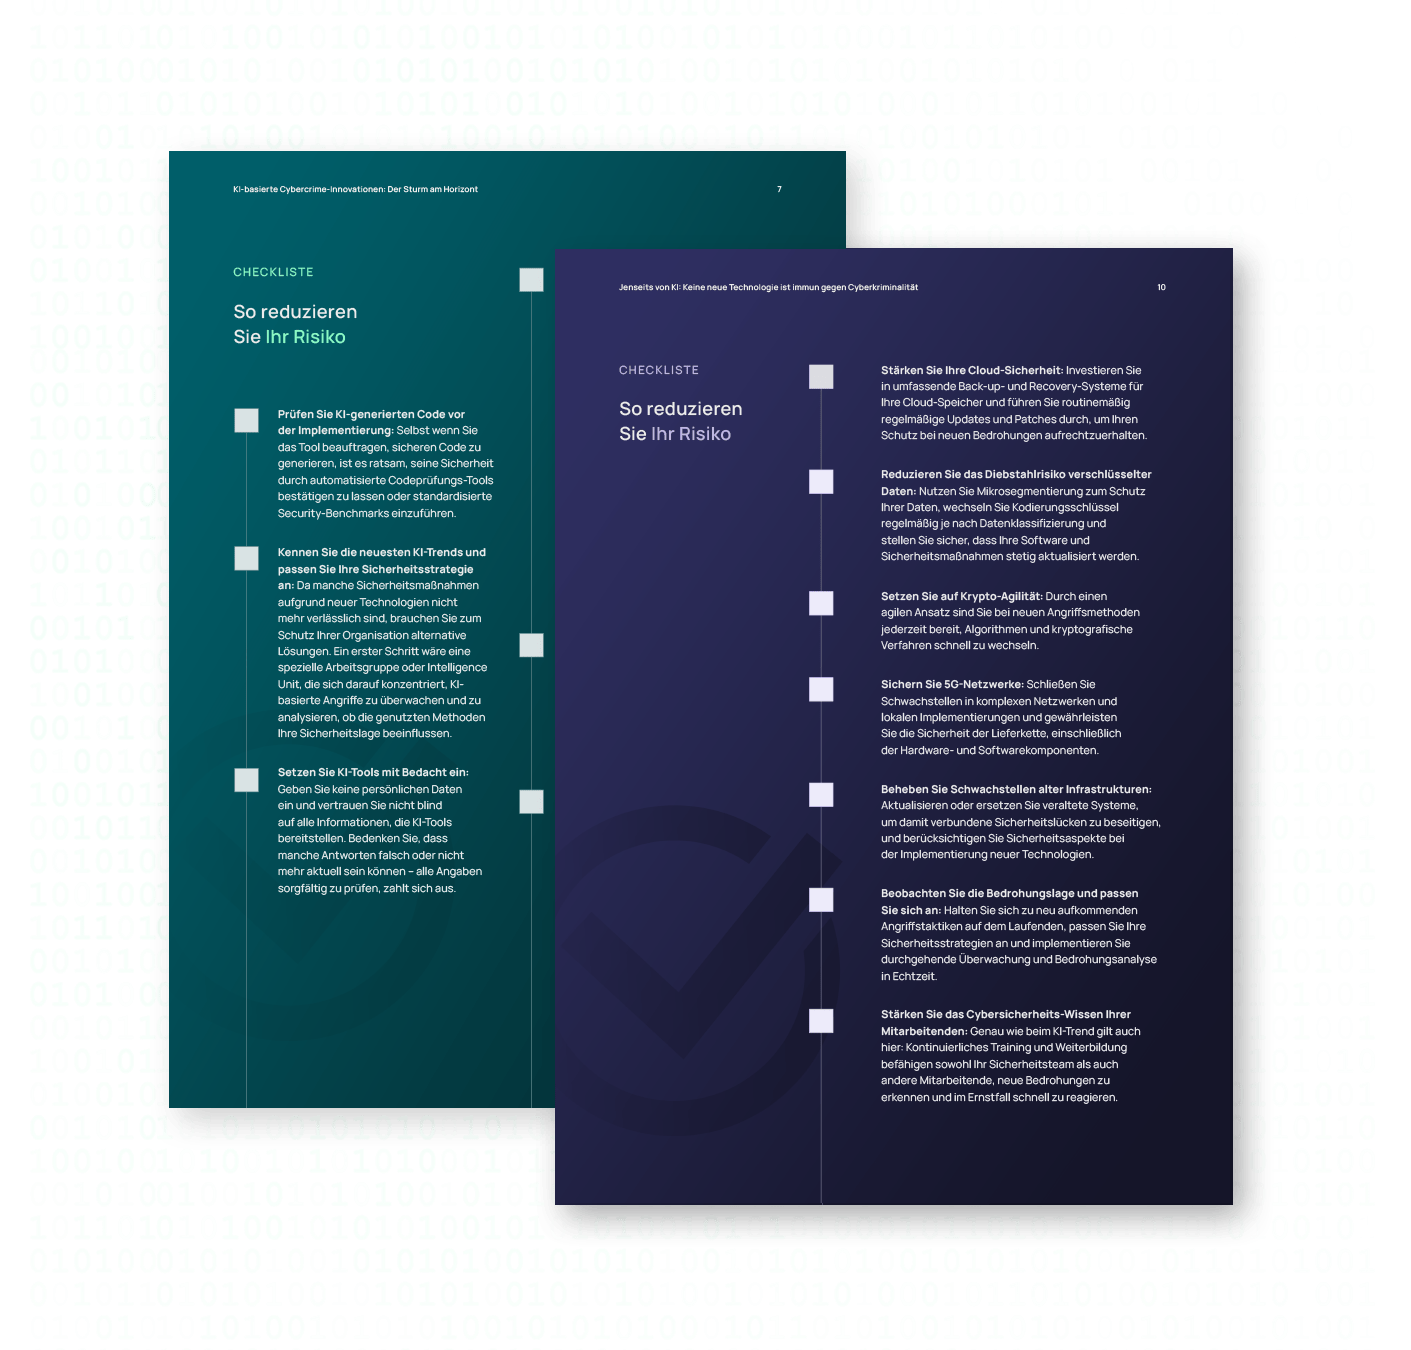 KI-basierte Cybercrime-Innovationen: Der Sturm am Horizont
7
CHECKLISTE
So reduzieren
Sie Ihr Risiko
Prüfen Sie KI-generierten Code vor
der Implementierung: Selbst wenn Sie
das Tool beauftragen, sicheren Code zu
generieren, ist es ratsam, seine Sicherheit
durch automatisierte Codeprüfungs-Tools
bestätigen zu lassen oder standardisierte
Security-Benchmarks einzuführen.
Kennen Sie die neuesten KI-Trends und
passen Sie Ihre Sicherheitsstrategie
an: Da manche Sicherheitsmaßnahmen
aufgrund neuer Technologien nicht
mehr verlässlich sind, brauchen Sie zum
Schutz Ihrer Organisation alternative
Lösungen. Ein erster Schritt wäre eine
spezielle Arbeitsgruppe oder Intelligence
Unit, die sich darauf konzentriert, KI-
basierte Angriffe zu überwachen und zu
analysieren, ob die genutzten Methoden
Ihre Sicherheitslage beeinflussen.
Setzen Sie KI-Tools mit Bedacht ein:
Geben Sie keine persönlichen Daten
ein und vertrauen Sie nicht blind
auf alle Informationen, die KI-Tools
bereitstellen. Bedenken Sie, dass
manche Antworten falsch oder nicht
mehr aktuell sein können – alle Angaben
sorgfältig zu prüfen, zahlt sich aus.
Jenseits von KI: Keine neue Technologie ist immun gegen Cyberkriminalität
10
CHECKLISTE
So reduzieren
Sie Ihr Risiko
Stärken Sie Ihre Cloud-Sicherheit: Investieren Sie
in umfassende Back-up- und Recovery-Systeme für
Ihre Cloud-Speicher und führen Sie routinemäßig
regelmäßige Updates und Patches durch, um Ihren
Schutz bei neuen Bedrohungen aufrechtzuerhalten.
Reduzieren Sie das Diebstahlrisiko verschlüsselter
Daten: Nutzen Sie Mikrosegmentierung zum Schutz
Ihrer Daten, wechseln Sie Kodierungsschlüssel
regelmäßig je nach Datenklassifizierung und
stellen Sie sicher, dass Ihre Software und
Sicherheitsmaßnahmen stetig aktualisiert werden.
Setzen Sie auf Krypto-Agilität: Durch einen
agilen Ansatz sind Sie bei neuen Angriffsmethoden
jederzeit bereit, Algorithmen und kryptografische
Verfahren schnell zu wechseln.
Sichern Sie 5G-Netzwerke: Schließen Sie
Schwachstellen in komplexen Netzwerken und
lokalen Implementierungen und gewährleisten
Sie die Sicherheit der Lieferkette, einschließlich
der Hardware- und Softwarekomponenten.
Beheben Sie Schwachstellen alter Infrastrukturen:
Aktualisieren oder ersetzen Sie veraltete Systeme,
um damit verbundene Sicherheitslücken zu beseitigen,
und berücksichtigen Sie Sicherheitsaspekte bei
der Implementierung neuer Technologien.
Beobachten Sie die Bedrohungslage und passen
Sie sich an: Halten Sie sich zu neu aufkommenden
Angriffstaktiken auf dem Laufenden, passen Sie Ihre
Sicherheitsstrategien an und implementieren Sie
durchgehende Überwachung und Bedrohungsanalyse
in Echtzeit.
Stärken Sie das Cybersicherheits-Wissen Ihrer
Mitarbeitenden: Genau wie beim KI-Trend gilt auch
hier: Kontinuierliches Training und Weiterbildung
befähigen sowohl Ihr Sicherheitsteam als auch
andere Mitarbeitende, neue Bedrohungen zu
erkennen und im Ernstfall schnell zu reagieren.